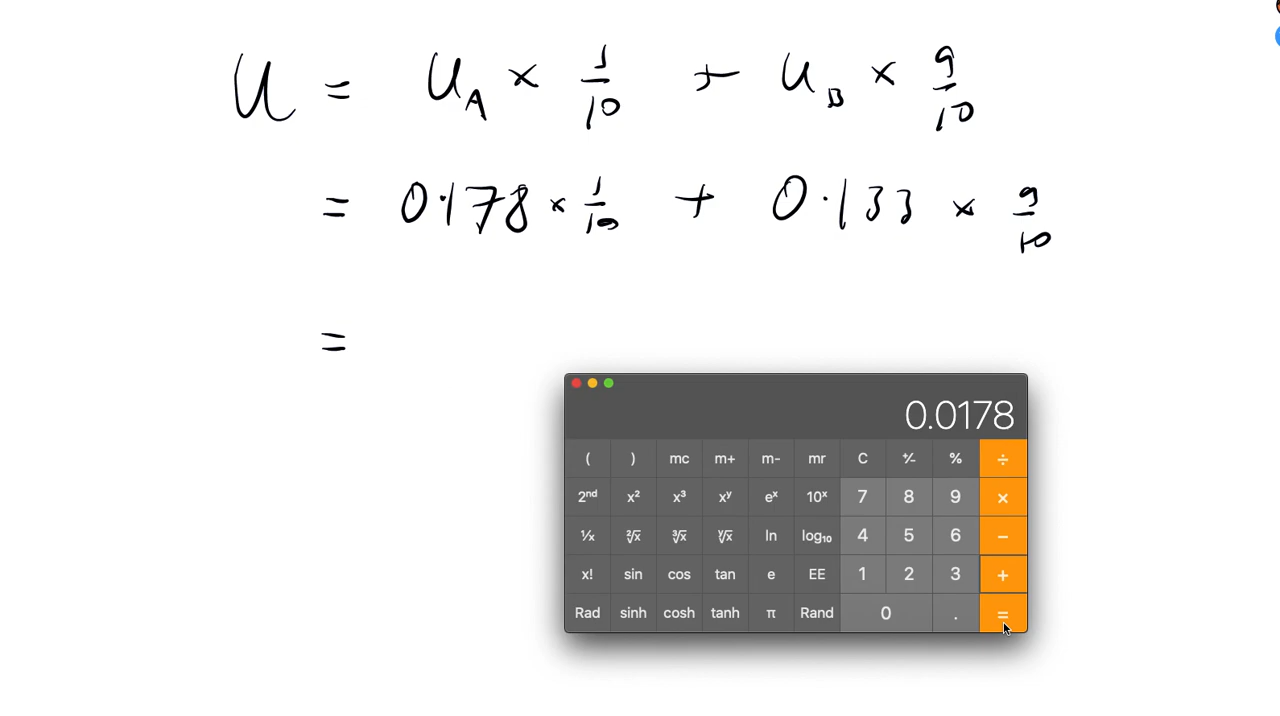 U = U_A × 1/10 + U_B × 9/10
= 0.178 × 1/10 + 0.133 × 9/10
=
0.0178
( ) mc m+ m- mr C +/- % ÷
2nd x² x³ xʸ eˣ 10ˣ 7 8 9 ×
¹/x ²√x ³√x ʸ√x ln log₁₀ 4 5 6 −
x! sin cos tan e EE 1 2 3 +
Rad sinh cosh tanh π Rand 0 . =